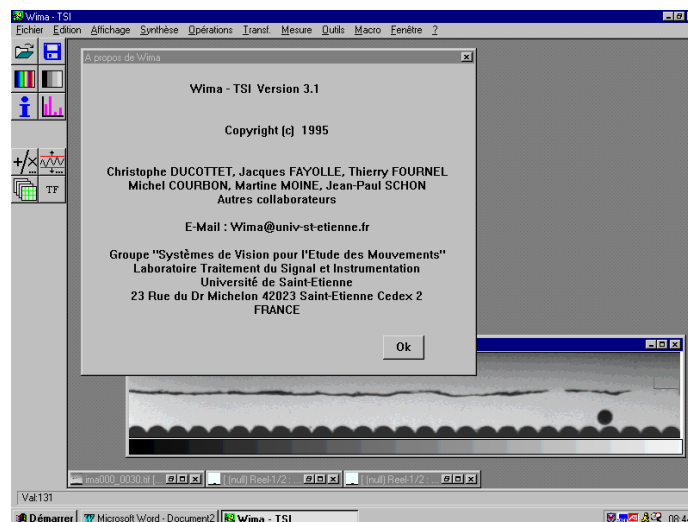 Wima - TSI
Fichier Edition Affichage Synthèse Opérations Transf. Mesure Outils Macro Fenêtre ?
A propos de Wima
Wima - TSI Version 3.1
Copyright (c) 1995
Christophe DUCOTTET, Jacques FAYOLLE, Thierry FOURNEL
Michel COURBON, Martine MOINE, Jean-Paul SCHON
Autres collaborateurs
E-Mail : Wima@univ-st-etienne.fr
Groupe "Systèmes de Vision pour l'Etude des Mouvements"
Laboratoire Traitement du Signal et Instrumentation
Université de Saint-Etienne
23 Rue du Dr Michelon 42023 Saint-Etienne Cedex 2
FRANCE
Ok
+/×
TF
ima000_0030.tif (... [ (null) Reel-1/2 : ... [ (null) Reel-1/2 : ...
Val:131
Démarrer Microsoft Word - Document2 Wima - TSI 08:4